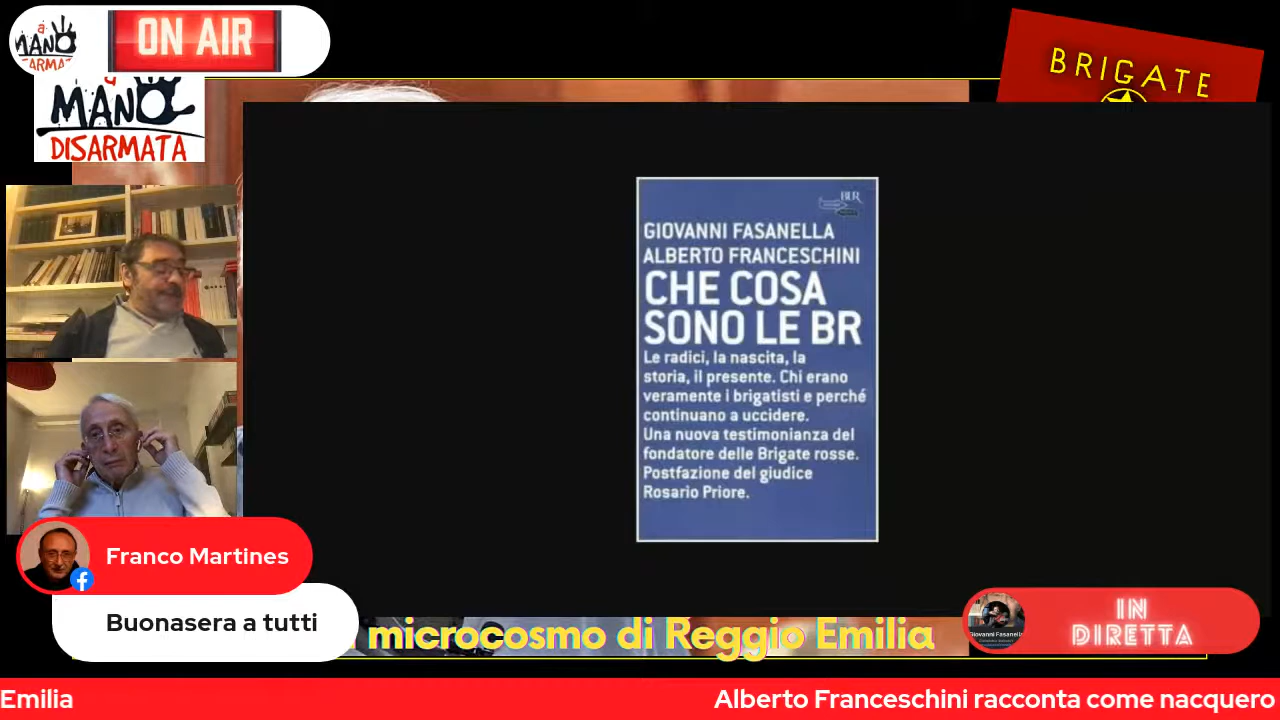 a
MANO
ARMA
ON AIR
a
MANO
DISARMATA
BRIGATE
BUR
GIOVANNI FASANELLA
ALBERTO FRANCESCHINI
CHE COSA
SONO LE BR
Le radici, la nascita, la
storia, il presente. Chi erano
veramente i brigatisti e perché
continuano a uccidere.
Una nuova testimonianza del
fondatore delle Brigate rosse.
Postfazione del giudice
Rosario Priore.
Franco Martines
Buonasera a tutti
microcosmo di Reggio Emilia
Giovanni Fasanella
IN
DIRETTA
Emilia
Alberto Franceschini racconta come nacquero